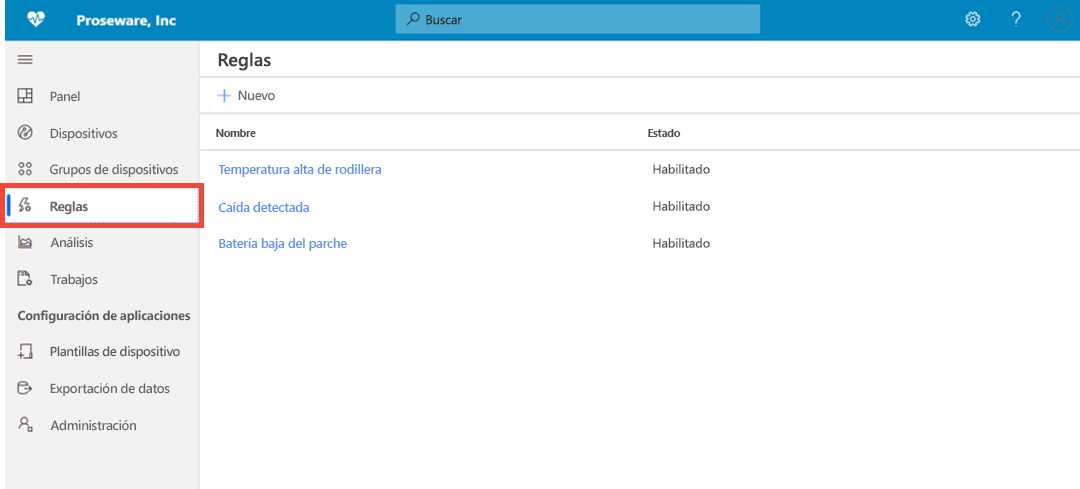 Proseware, Inc
Buscar
?
Reglas
Panel
Nuevo
Dispositivos
Nombre
Estado
Grupos de dispositivos
Temperatura alta de rodillera
Habilitado
Reglas
Caída detectada
Habilitado
Análisis
Batería baja del parche
Habilitado
Trabajos
Configuración de aplicaciones
Plantillas de dispositivo
Exportación de datos
Administración